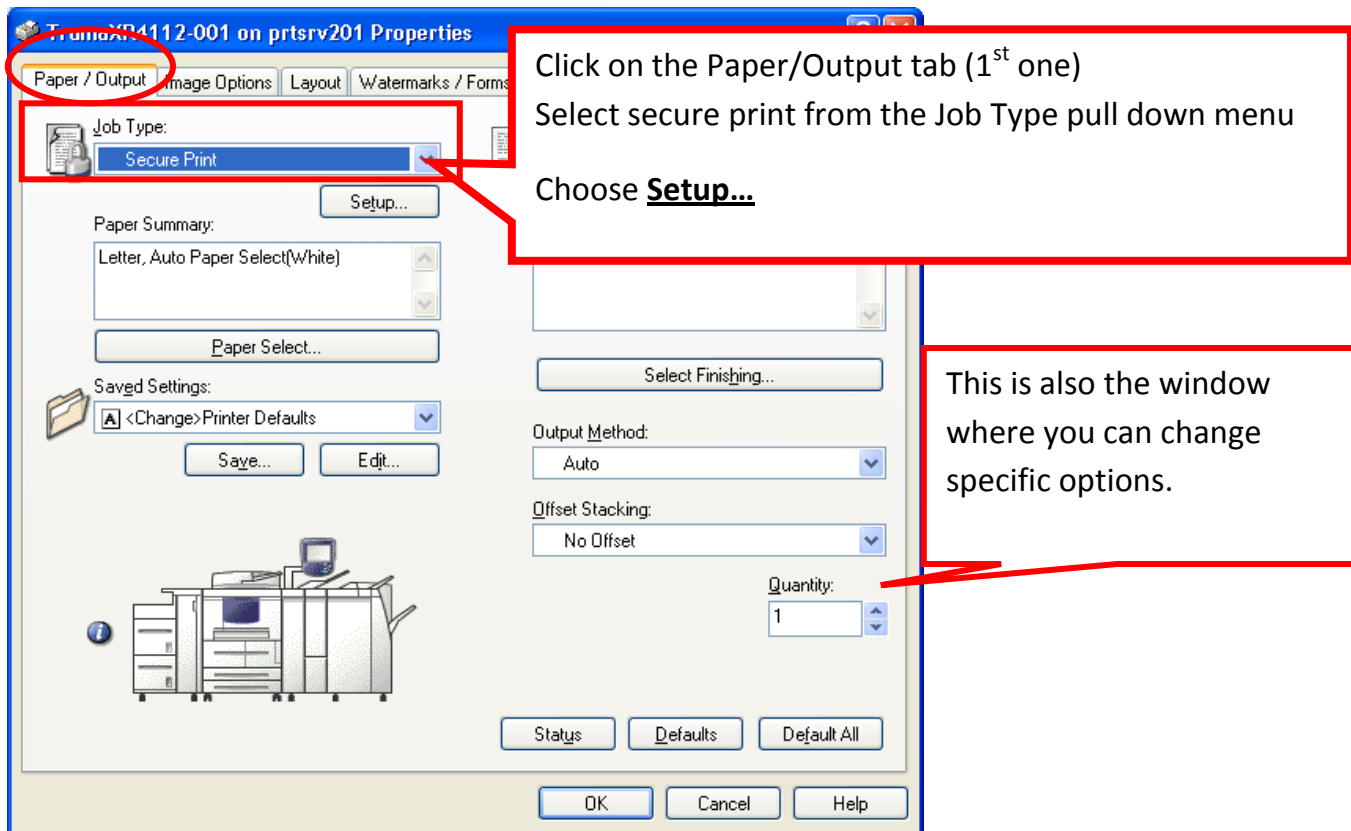 TrumaXR4112-001 on prtsrv201 Properties
Paper / Output
Image Options
Layout
Watermarks / Forms
Click on the Paper/Output tab (1st one)
Select secure print from the Job Type pull down menu
Choose Setup…
Job Type:
Secure Print
Setup...
Paper Summary:
Letter, Auto Paper Select(White)
Paper Select...
Saved Settings:
A <Change>Printer Defaults
Save...
Edit...
Select Finishing...
Output Method:
Auto
Offset Stacking:
No Offset
Quantity:
1
This is also the window
where you can change
specific options.
Status
Defaults
Default All
OK
Cancel
Help